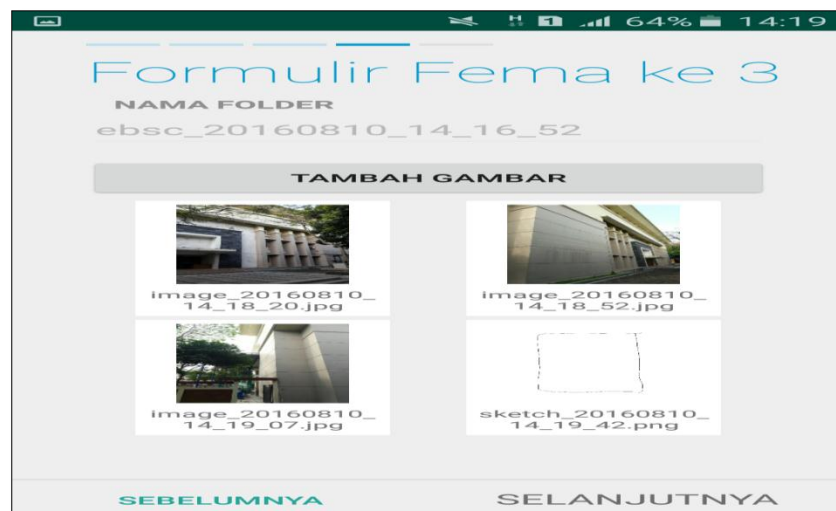 64% 14:19
Formulir Fema ke 3
NAMA FOLDER
ebsc_20160810_14_16_52
TAMBAH GAMBAR
image_20160810_
14_18_20.jpg
image_20160810_
14_18_52.jpg
image_20160810_
14_19_07.jpg
sketch_20160810_
14_19_42.png
SEBELUMNYA
SELANJUTNYA